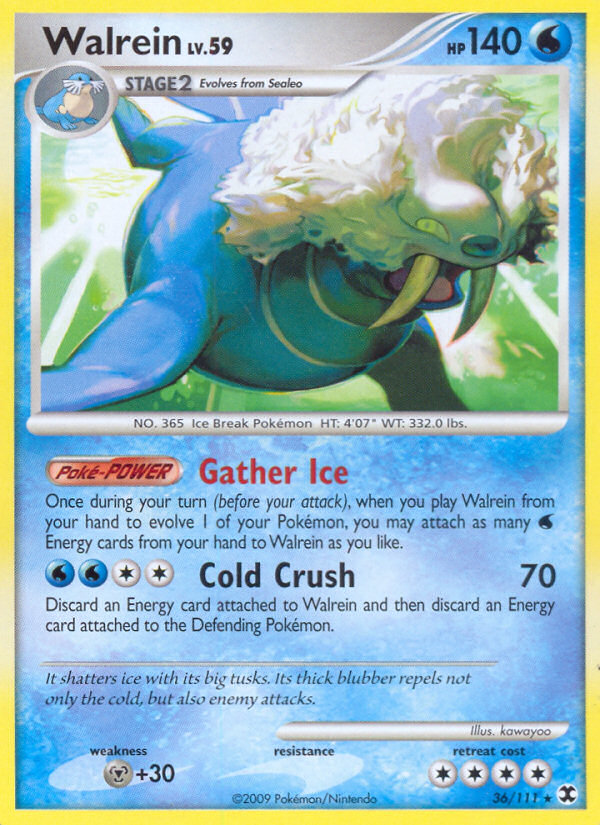 Walrein LV.59 HP 140
STAGE2 Evolves from Sealeo
NO. 365 Ice Break Pokémon HT: 4'07" WT: 332.0 lbs.
Poké-POWER Gather Ice
Once during your turn (before your attack), when you play Walrein from
your hand to evolve 1 of your Pokémon, you may attach as many
Energy cards from your hand to Walrein as you like.
Cold Crush 70
Discard an Energy card attached to Walrein and then discard an Energy
card attached to the Defending Pokémon.
It shatters ice with its big tusks. Its thick blubber repels not
only the cold, but also enemy attacks.
Illus. kawayoo
weakness resistance retreat cost
+30
©2009 Pokémon/Nintendo 36/111 ★